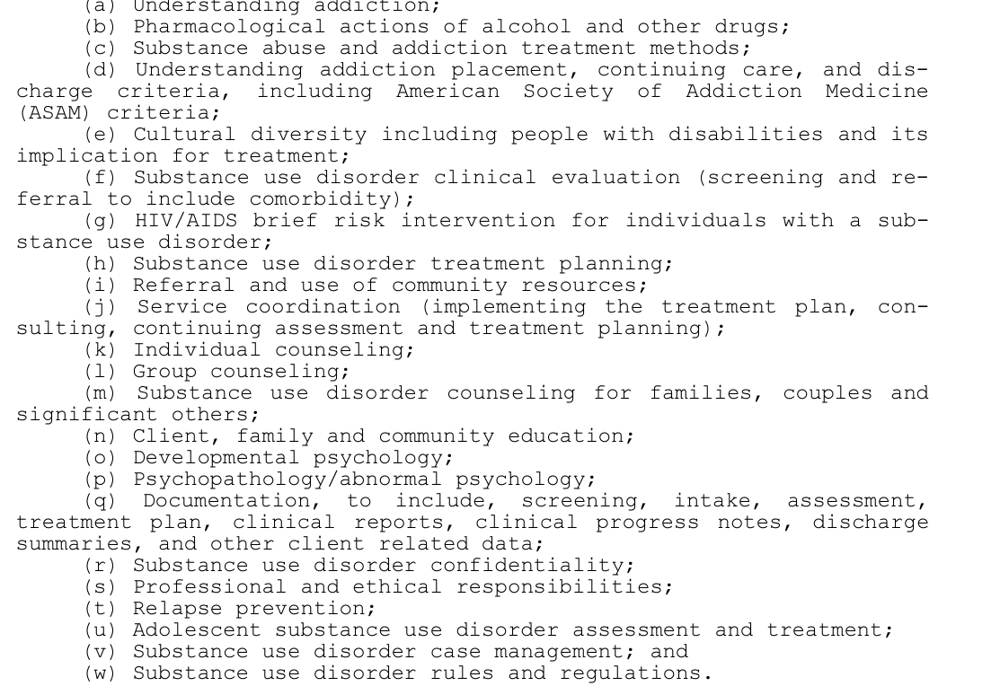 (a) Understanding addiction;
(b) Pharmacological actions of alcohol and other drugs;
(c) Substance abuse and addiction treatment methods;
(d) Understanding addiction placement, continuing care, and dis-
charge criteria, including American Society of Addiction Medicine
(ASAM) criteria;
(e) Cultural diversity including people with disabilities and its
implication for treatment;
(f) Substance use disorder clinical evaluation (screening and re-
ferral to include comorbidity);
(g) HIV/AIDS brief risk intervention for individuals with a sub-
stance use disorder;
(h) Substance use disorder treatment planning;
(i) Referral and use of community resources;
(j) Service coordination (implementing the treatment plan, con-
sulting, continuing assessment and treatment planning);
(k) Individual counseling;
(l) Group counseling;
(m) Substance use disorder counseling for families, couples and
significant others;
(n) Client, family and community education;
(o) Developmental psychology;
(p) Psychopathology/abnormal psychology;
(q) Documentation, to include, screening, intake, assessment,
treatment plan, clinical reports, clinical progress notes, discharge
summaries, and other client related data;
(r) Substance use disorder confidentiality;
(s) Professional and ethical responsibilities;
(t) Relapse prevention;
(u) Adolescent substance use disorder assessment and treatment;
(v) Substance use disorder case management; and
(w) Substance use disorder rules and regulations.